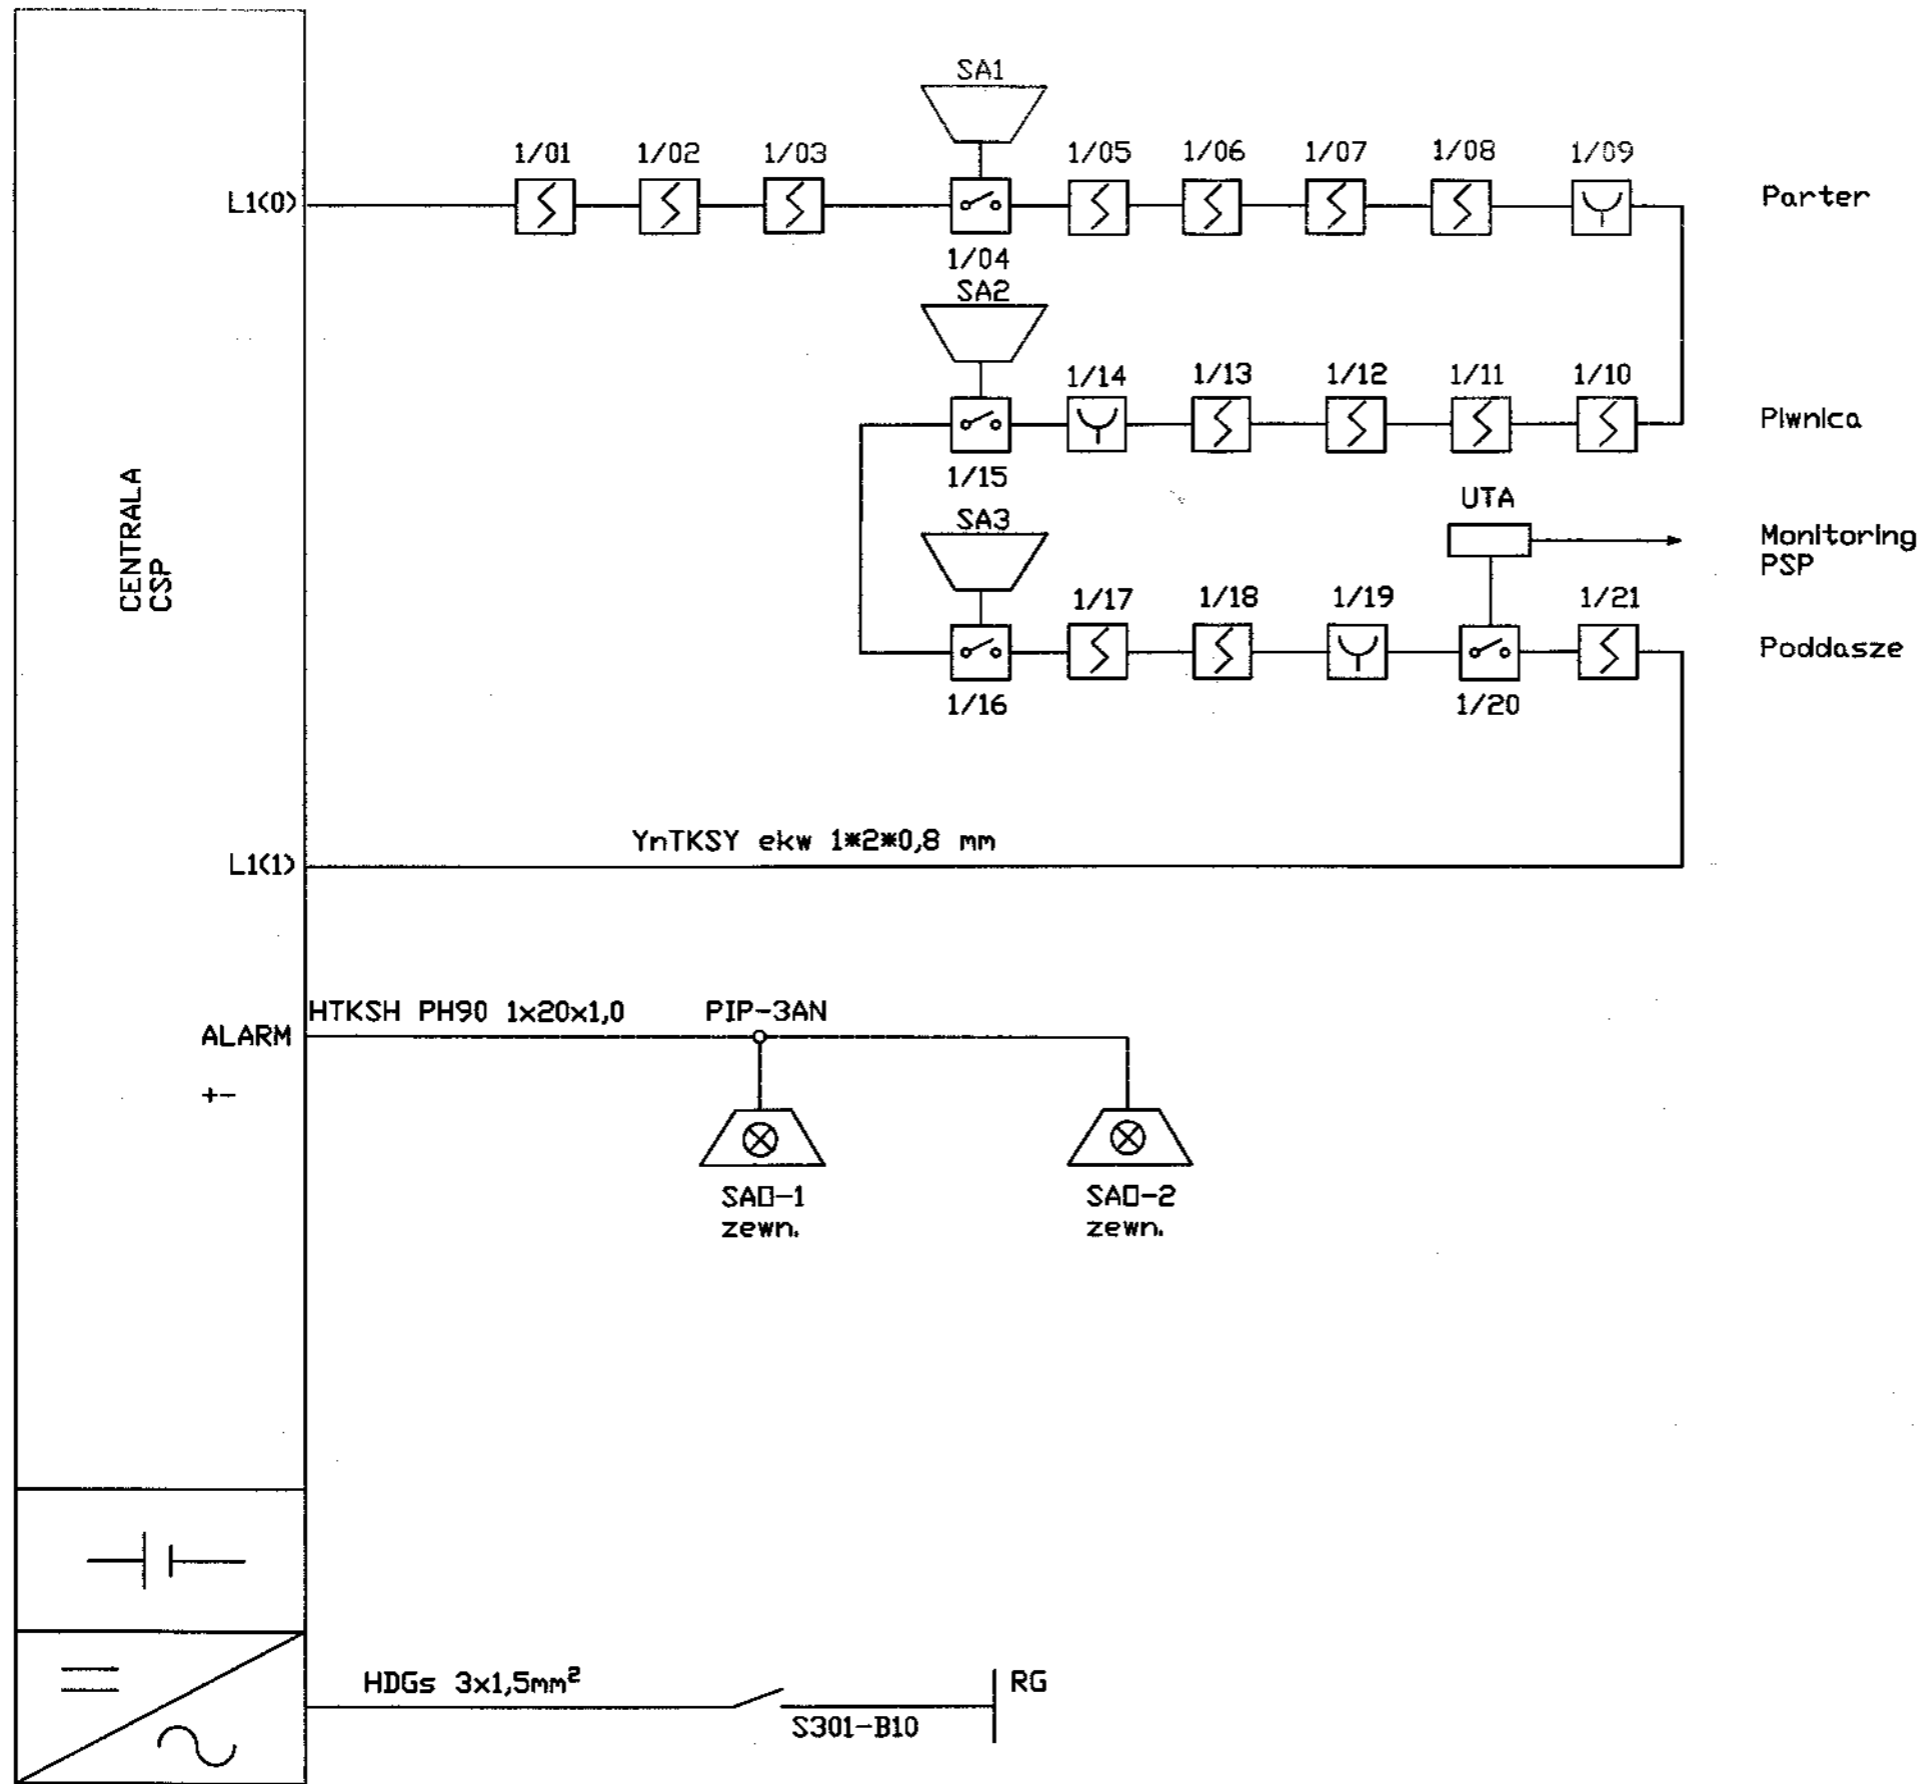 SA1
1/01 1/02 1/03 1/05 1/06 1/07 1/08 1/09
L1(0)
Parter
1/04
SA2
1/14 1/13 1/12 1/11 1/10
Piwnica
1/15
UTA
SA3
Monitoring
PSP
CENTRALA
CSP
1/17 1/18 1/19 1/21
Poddasze
1/16 1/20
YnTKSY ekw 1*2*0,8 mm
L1(1)
HTKSH PH90 1x20x1,0 PIP-3AN
ALARM
+-
SAO-1
zewn.
SAO-2
zewn.
HDGs 3x1,5mm²
RG
S301-B10